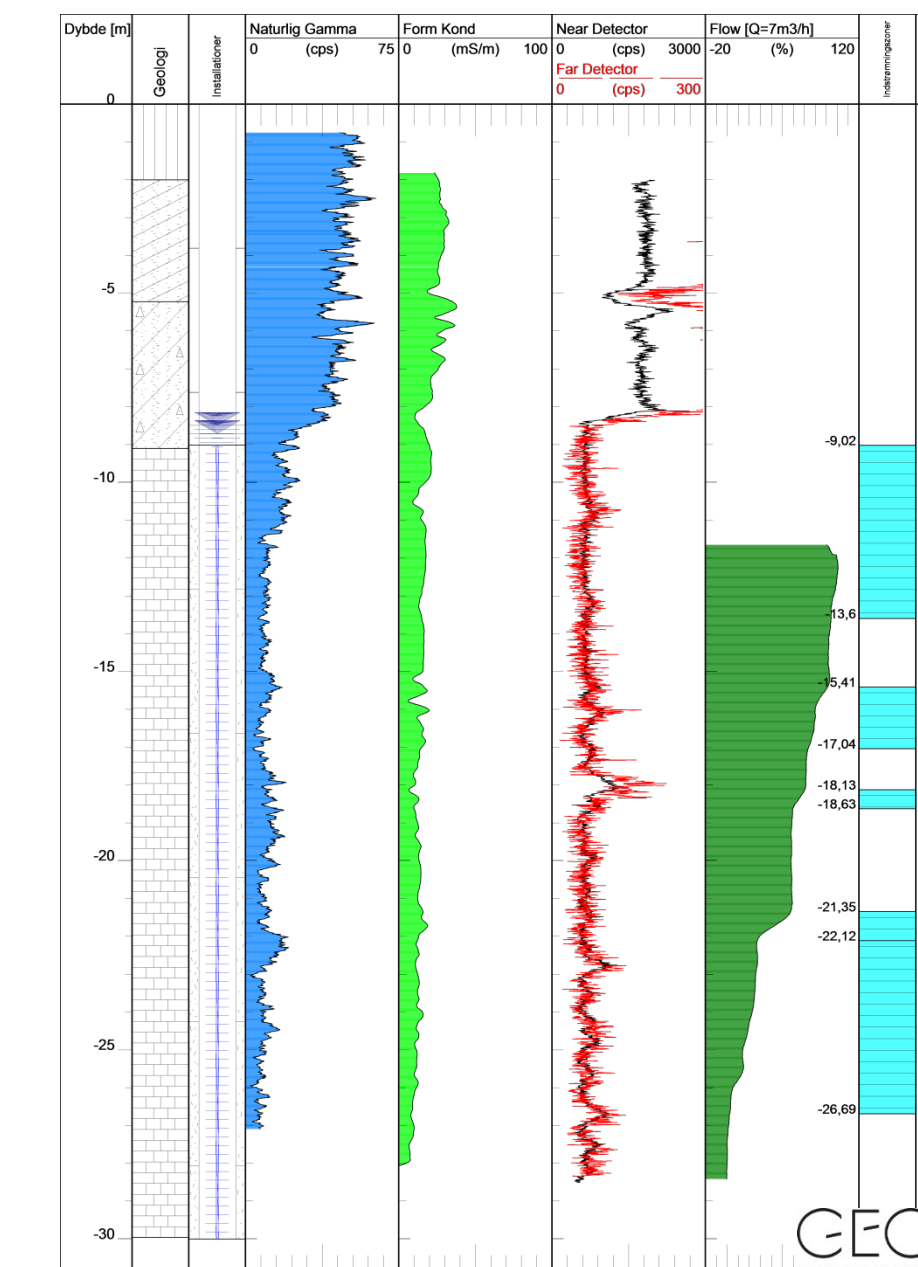 Dybde [m]
Geologi
Installationer
Naturlig Gamma
0 (cps) 75
Form Kond
0 (mS/m) 100
Near Detector
0 (cps) 3000
Far Detector
0 (cps) 300
Flow [Q=7m3/h]
-20 (%) 120
Indstrømningszoner
0
-5
-10
-15
-20
-25
-30
-9,02
-13,6
-15,41
-17,04
-18,13
-18,63
-21,35
-22,12
-26,69
GEO